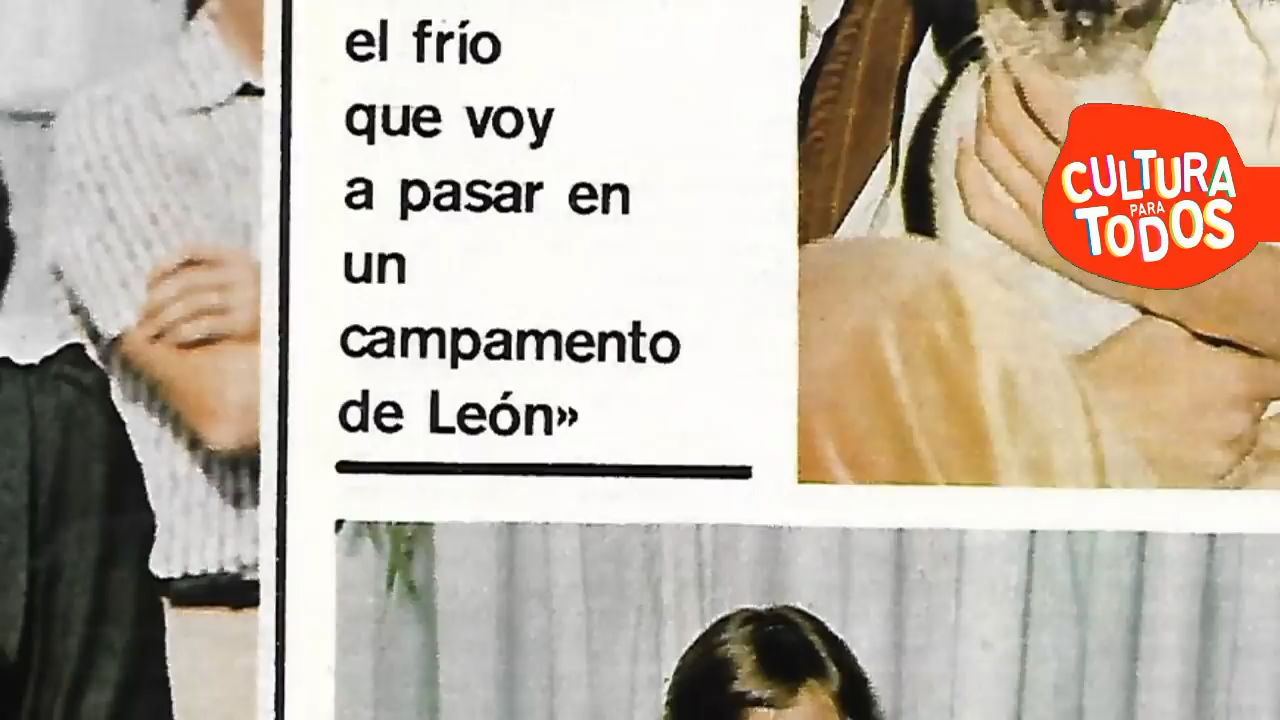 el frío
que voy
a pasar en
un
campamento
de León»
CULTURA
PARA
TODOS